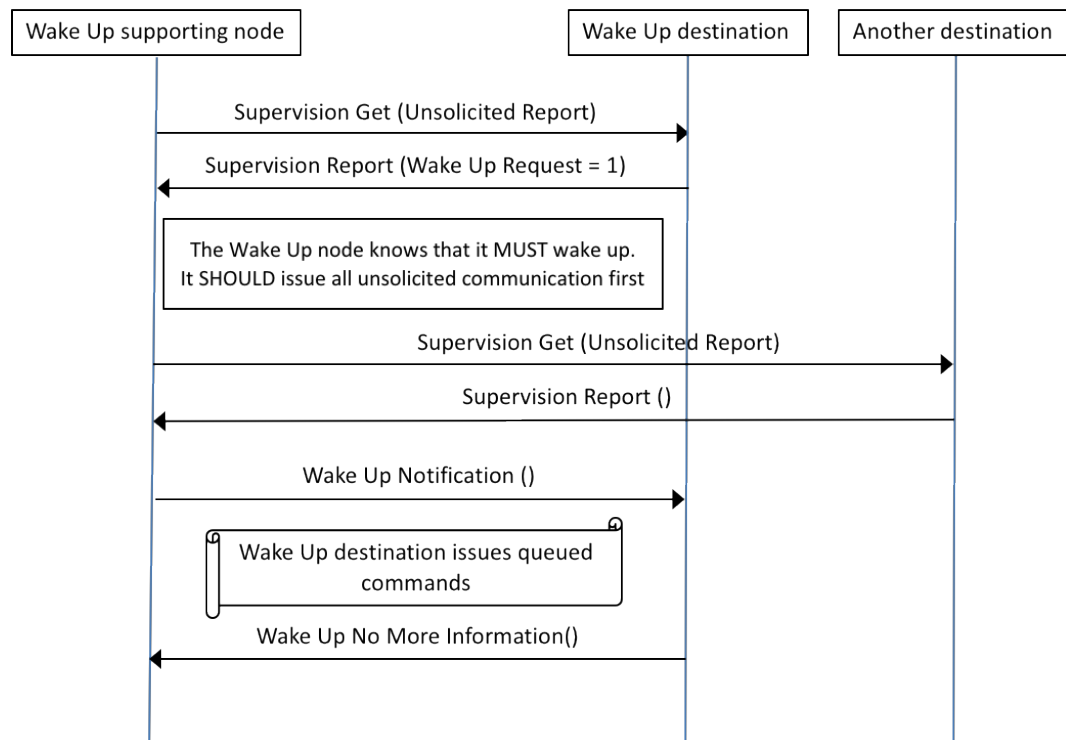 Wake Up supporting node
Wake Up destination
Another destination
Supervision Get (Unsolicited Report)
Supervision Report (Wake Up Request = 1)
The Wake Up node knows that it MUST wake up.
It SHOULD issue all unsolicited communication first
Supervision Get (Unsolicited Report)
Supervision Report ()
Wake Up Notification ()
Wake Up destination issues queued
commands
Wake Up No More Information()